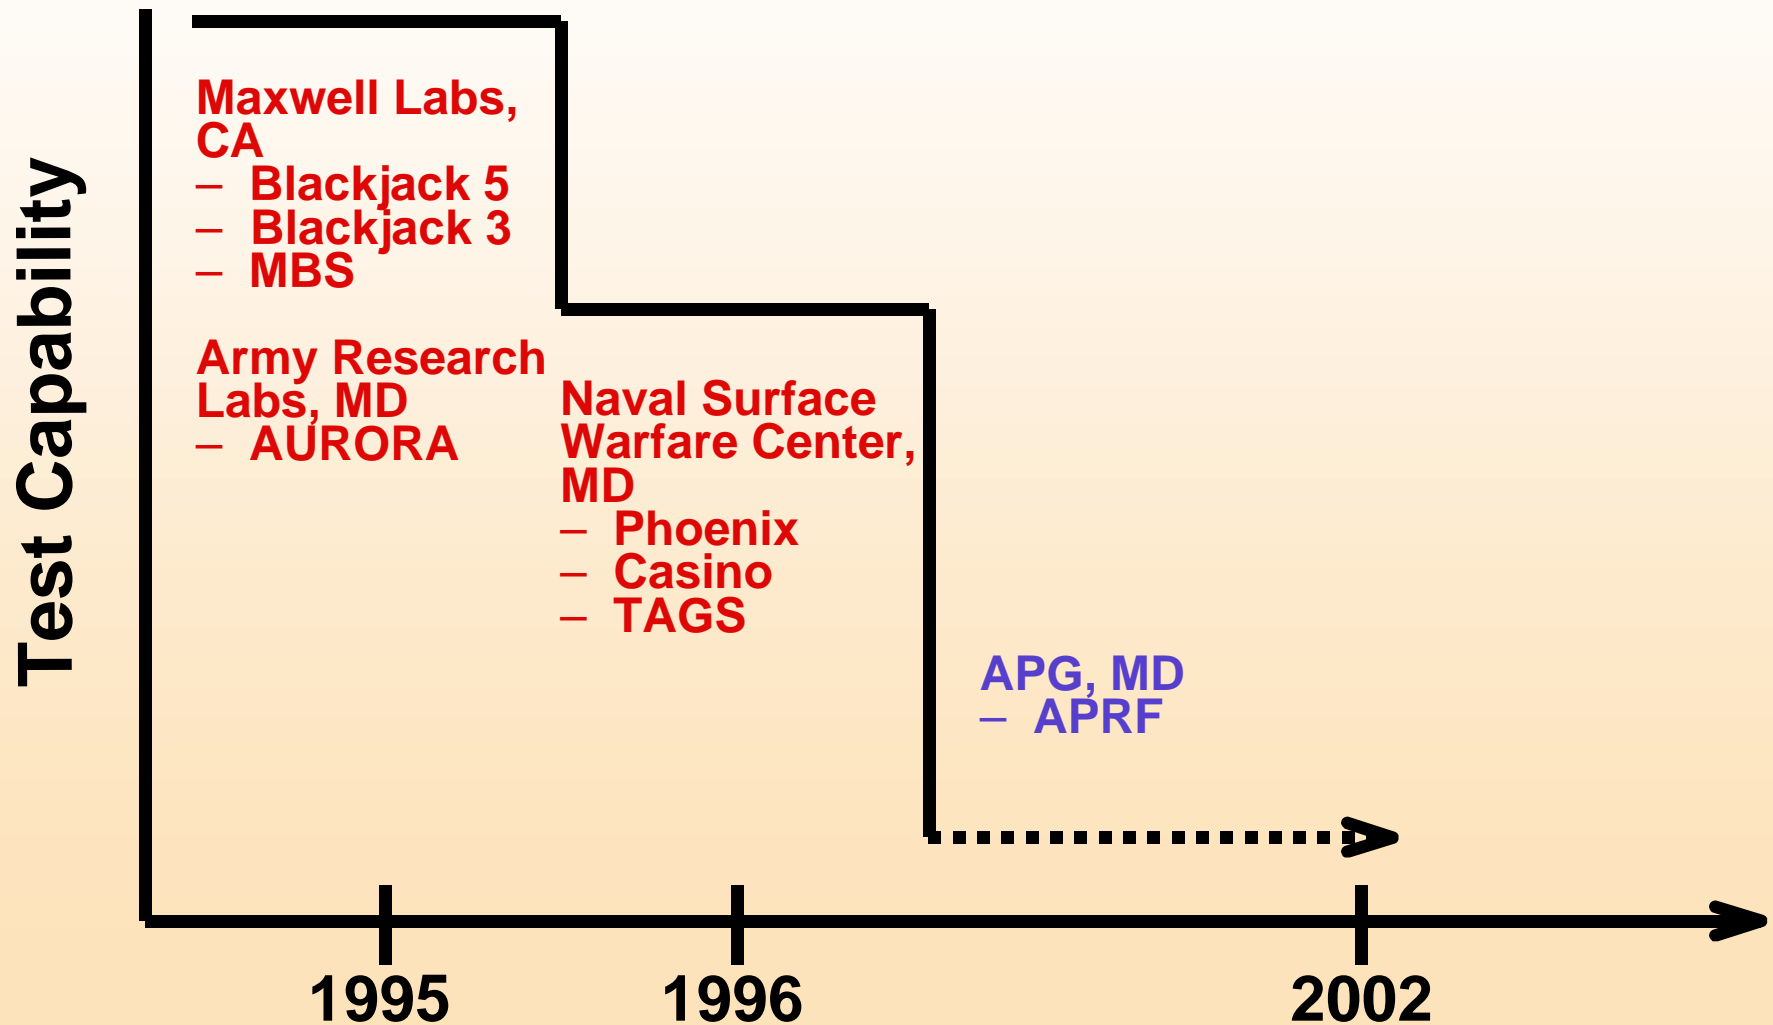 Test Capability
Maxwell Labs,
CA
– Blackjack 5
– Blackjack 3
– MBS
Army Research
Labs, MD
– AURORA
Naval Surface
Warfare Center,
MD
– Phoenix
– Casino
– TAGS
APG, MD
– APRF
1995
1996
2002